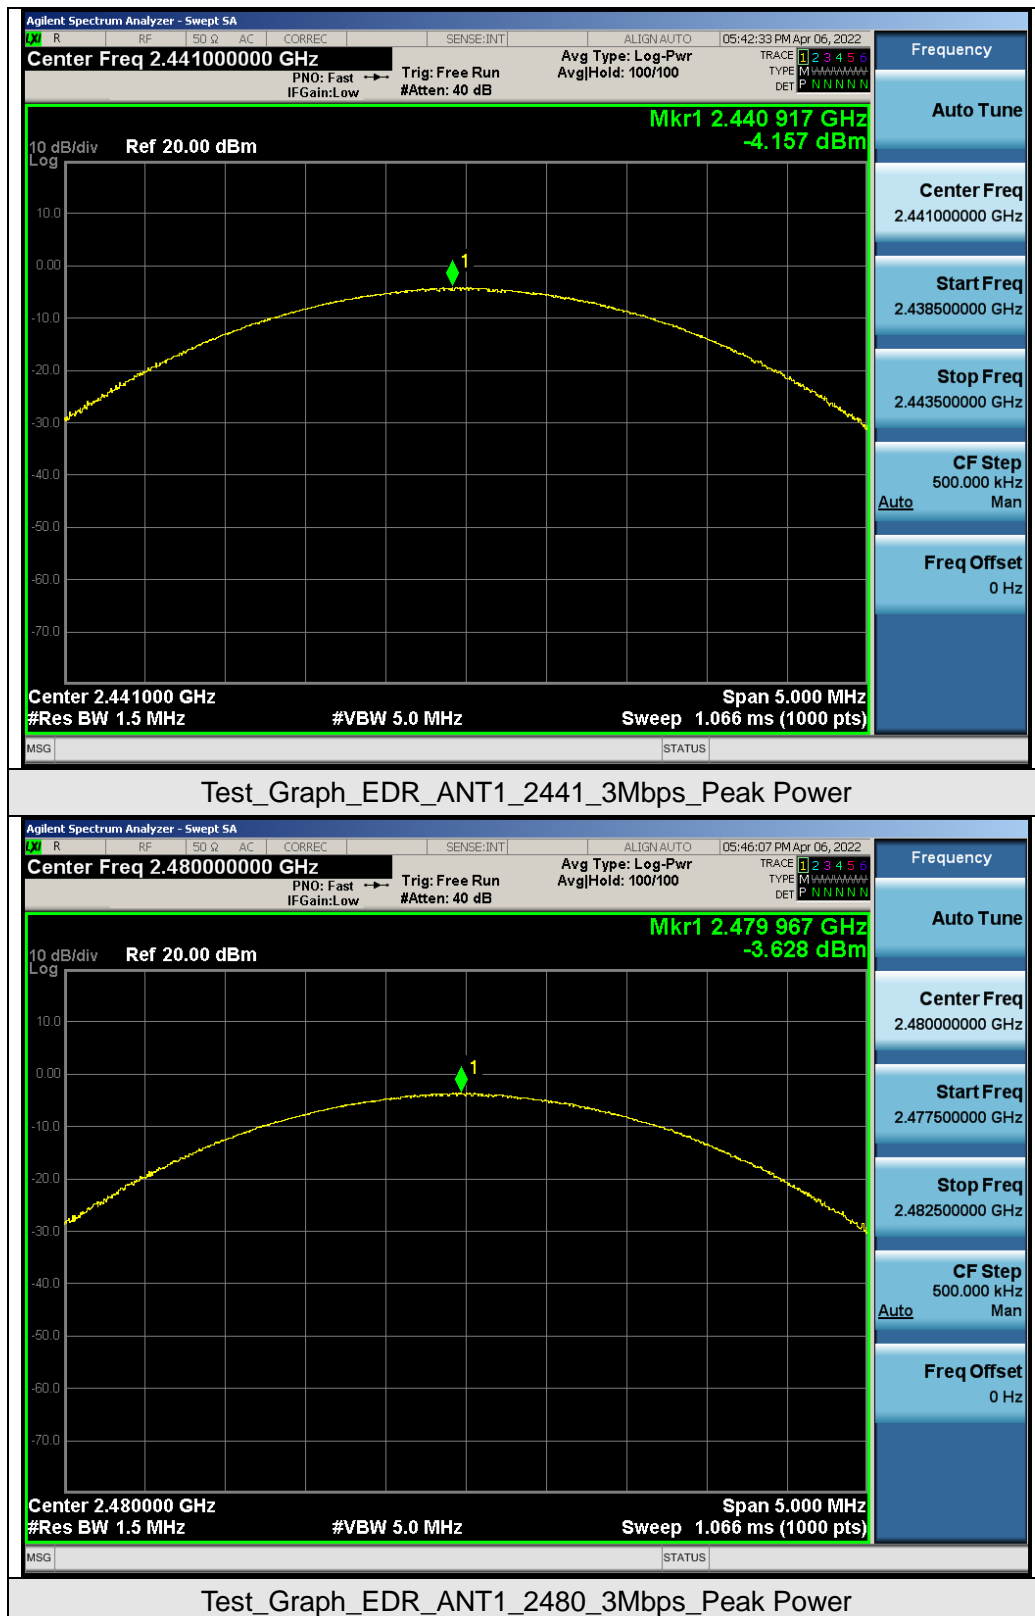 Agilent Spectrum Analyzer - Swept SA
LXI R RF 50 Ω AC CORREC SENSE:INT ALIGN AUTO 05:42:33 PM Apr 06, 2022
Center Freq 2.441000000 GHz
PNO: Fast
IFGain:Low
Trig: Free Run
#Atten: 40 dB
Avg Type: Log-Pwr
Avg|Hold: 100/100
TRACE 1 2 3 4 5 6
TYPE M
DET P N N N N N
Mkr1 2.440 917 GHz
-4.157 dBm
10 dB/div Ref 20.00 dBm
Log
10.0
0.00
-10.0
-20.0
-30.0
-40.0
-50.0
-60.0
-70.0
1
Center 2.441000 GHz Span 5.000 MHz
#Res BW 1.5 MHz #VBW 5.0 MHz Sweep 1.066 ms (1000 pts)
MSG STATUS
Frequency
Auto Tune
Center Freq
2.441000000 GHz
Start Freq
2.438500000 GHz
Stop Freq
2.443500000 GHz
CF Step
500.000 kHz
Auto Man
Freq Offset
0 Hz
Test_Graph_EDR_ANT1_2441_3Mbps_Peak Power
Agilent Spectrum Analyzer - Swept SA
LXI R RF 50 Ω AC CORREC SENSE:INT ALIGN AUTO 05:46:07 PM Apr 06, 2022
Center Freq 2.480000000 GHz
PNO: Fast
IFGain:Low
Trig: Free Run
#Atten: 40 dB
Avg Type: Log-Pwr
Avg|Hold: 100/100
TRACE 1 2 3 4 5 6
TYPE M
DET P N N N N N
Mkr1 2.479 967 GHz
-3.628 dBm
10 dB/div Ref 20.00 dBm
Log
10.0
0.00
-10.0
-20.0
-30.0
-40.0
-50.0
-60.0
-70.0
1
Center 2.480000 GHz Span 5.000 MHz
#Res BW 1.5 MHz #VBW 5.0 MHz Sweep 1.066 ms (1000 pts)
MSG STATUS
Frequency
Auto Tune
Center Freq
2.480000000 GHz
Start Freq
2.477500000 GHz
Stop Freq
2.482500000 GHz
CF Step
500.000 kHz
Auto Man
Freq Offset
0 Hz
Test_Graph_EDR_ANT1_2480_3Mbps_Peak Power